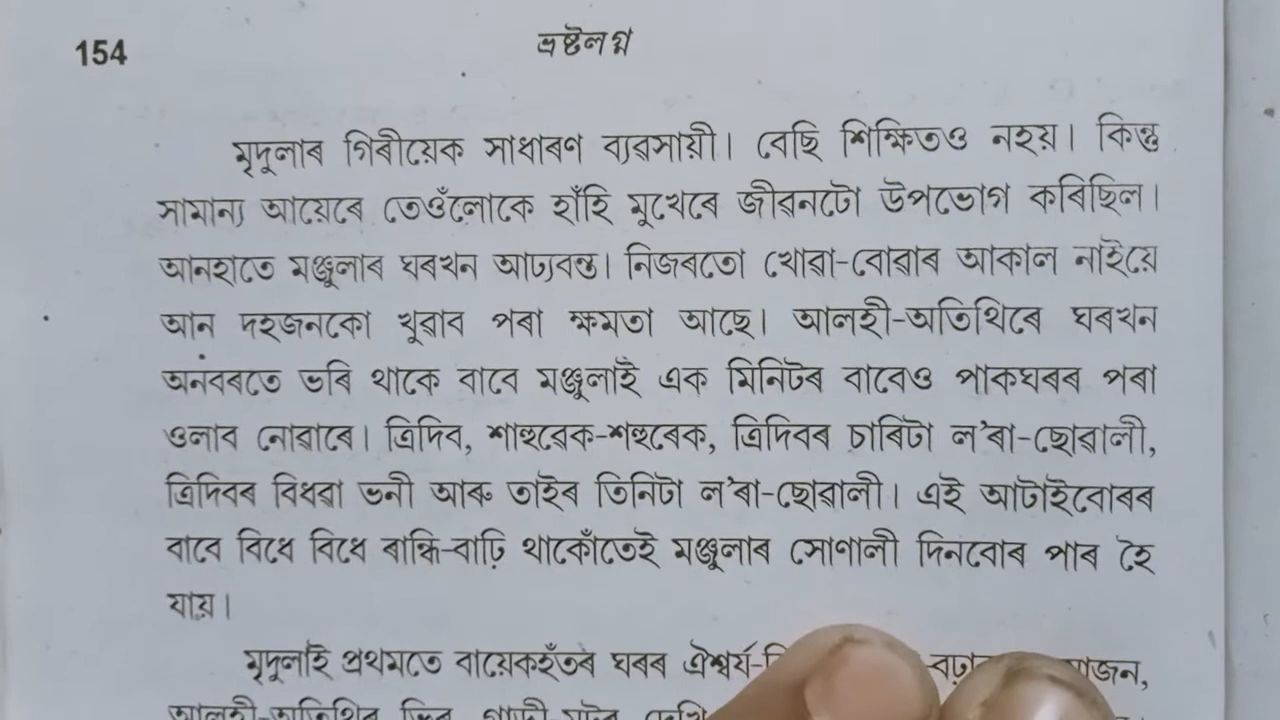 154
ভ্ৰষ্টলগ্ন
মৃদুলাৰ গিৰীয়েক সাধাৰণ ব্যৱসায়ী। বেছি শিক্ষিতও নহয়। কিন্তু
সামান্য আয়েৰে তেওঁলোকে হাঁহি মুখেৰে জীৱনটো উপভোগ কৰিছিল।
আনহাতে মঞ্জুলাৰ ঘৰখন আঢ্যবন্ত। নিজৰতো খোৱা-বোৱাৰ আকাল নাইয়ে
আন দহজনকো খুৱাব পৰা ক্ষমতা আছে। আলহী-অতিথিৰে ঘৰখন
অনবৰতে ভৰি থাকে বাবে মঞ্জুলাই এক মিনিটৰ বাবেও পাকঘৰৰ পৰা
ওলাব নোৱাৰে। ত্ৰিদিব, শাহুৱেক-শহুৰেক, ত্ৰিদিবৰ চাৰিটা ল'ৰা-ছোৱালী,
ত্ৰিদিবৰ বিধৱা ভনী আৰু তাইৰ তিনিটা ল'ৰা-ছোৱালী। এই আটাইবোৰৰ
বাবে বিধে বিধে ৰান্ধি-বাঢ়ি থাকোঁতেই মঞ্জুলাৰ সোণালী দিনবোৰ পাৰ হৈ
যায়।
মৃদুলাই প্ৰথমতে বায়েকহঁতৰ ঘৰৰ ঐশ্বৰ্য